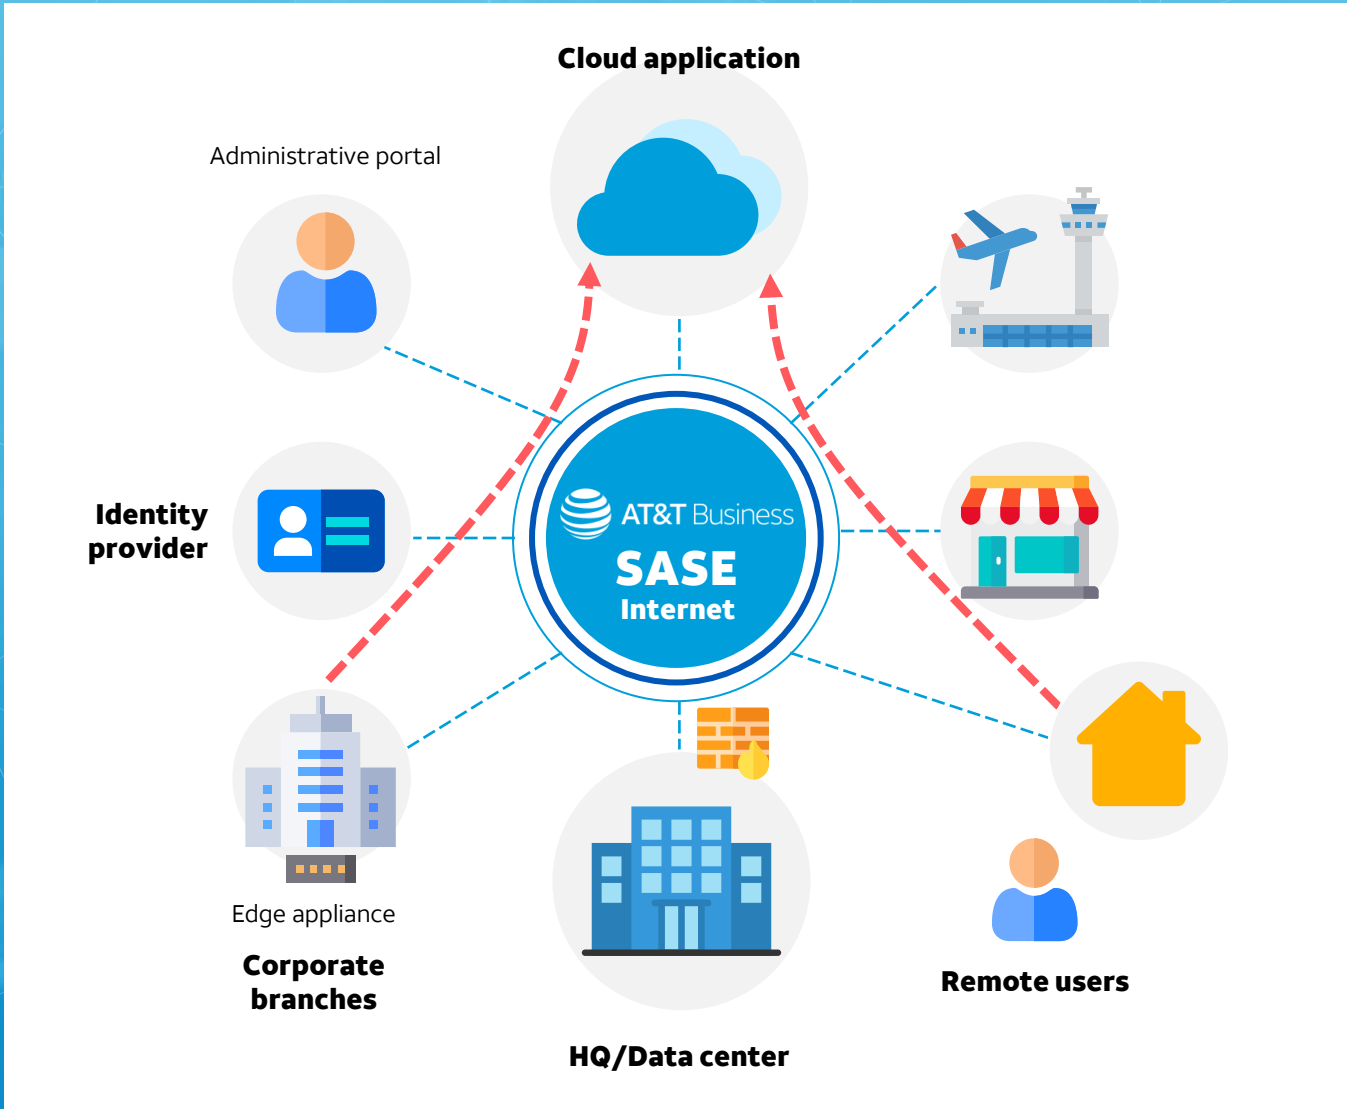 Cloud application
Administrative portal
Identity
provider
AT&T Business
SASE
Internet
Edge appliance
Corporate
branches
Remote users
HQ/Data center